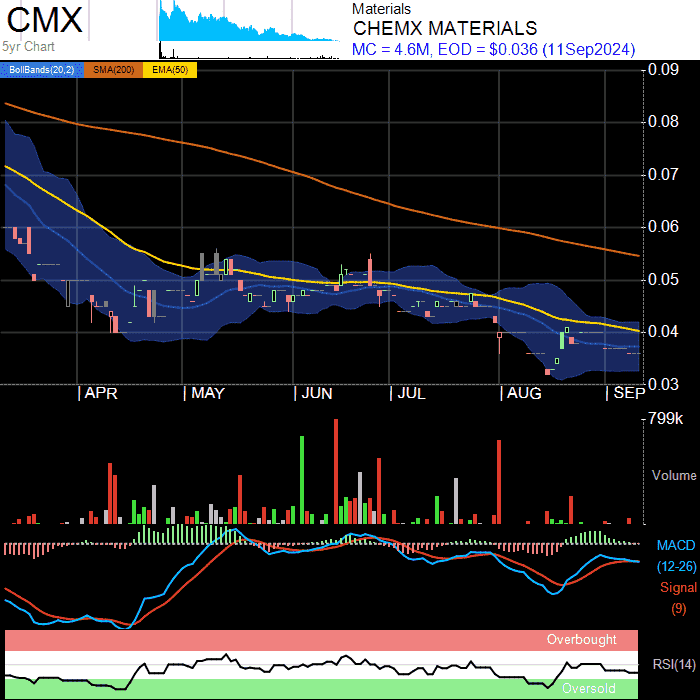 CMX
5yr Chart
Materials
CHEMX MATERIALS
MC = 4.6M, EOD = $0.036 (11Sep2024)
BollBands(20,2) SMA(200) EMA(50)
0.09
0.08
0.07
0.06
0.05
0.04
0.03
APR MAY JUN JUL AUG SEP
799k
Volume
MACD
(12-26)
Signal
(9)
Overbought
RSI(14)
Oversold